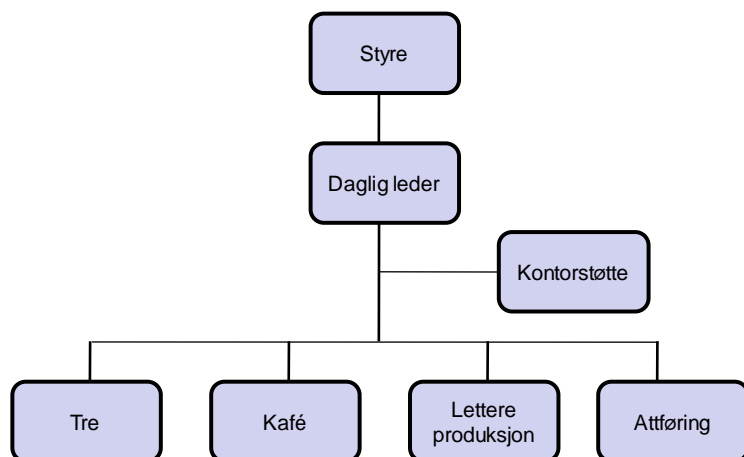 Styre
Daglig leder
Kontorstøtte
Tre
Kafé
Lettere
produksjon
Attføring